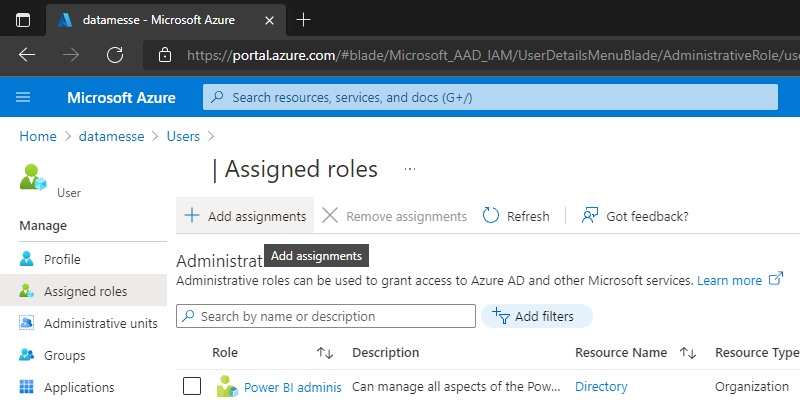 datamesse - Microsoft Azure
https://portal.azure.com/#blade/Microsoft_AAD_IAM/UserDetailsMenuBlade/AdministrativeRole/use
Microsoft Azure
Search resources, services, and docs (G+/)
Home > datamesse > Users >
| Assigned roles ...
User
Manage
Profile
Assigned roles
Administrative units
Groups
Applications
+ Add assignments
Remove assignments
Refresh
Got feedback?
Add assignments
Administrat
Administrative roles can be used to grant access to Azure AD and other Microsoft services. Learn more
Search by name or description
Add filters
Role Description Resource Name Resource Type
Power BI adminis Can manage all aspects of the Pow... Directory Organization